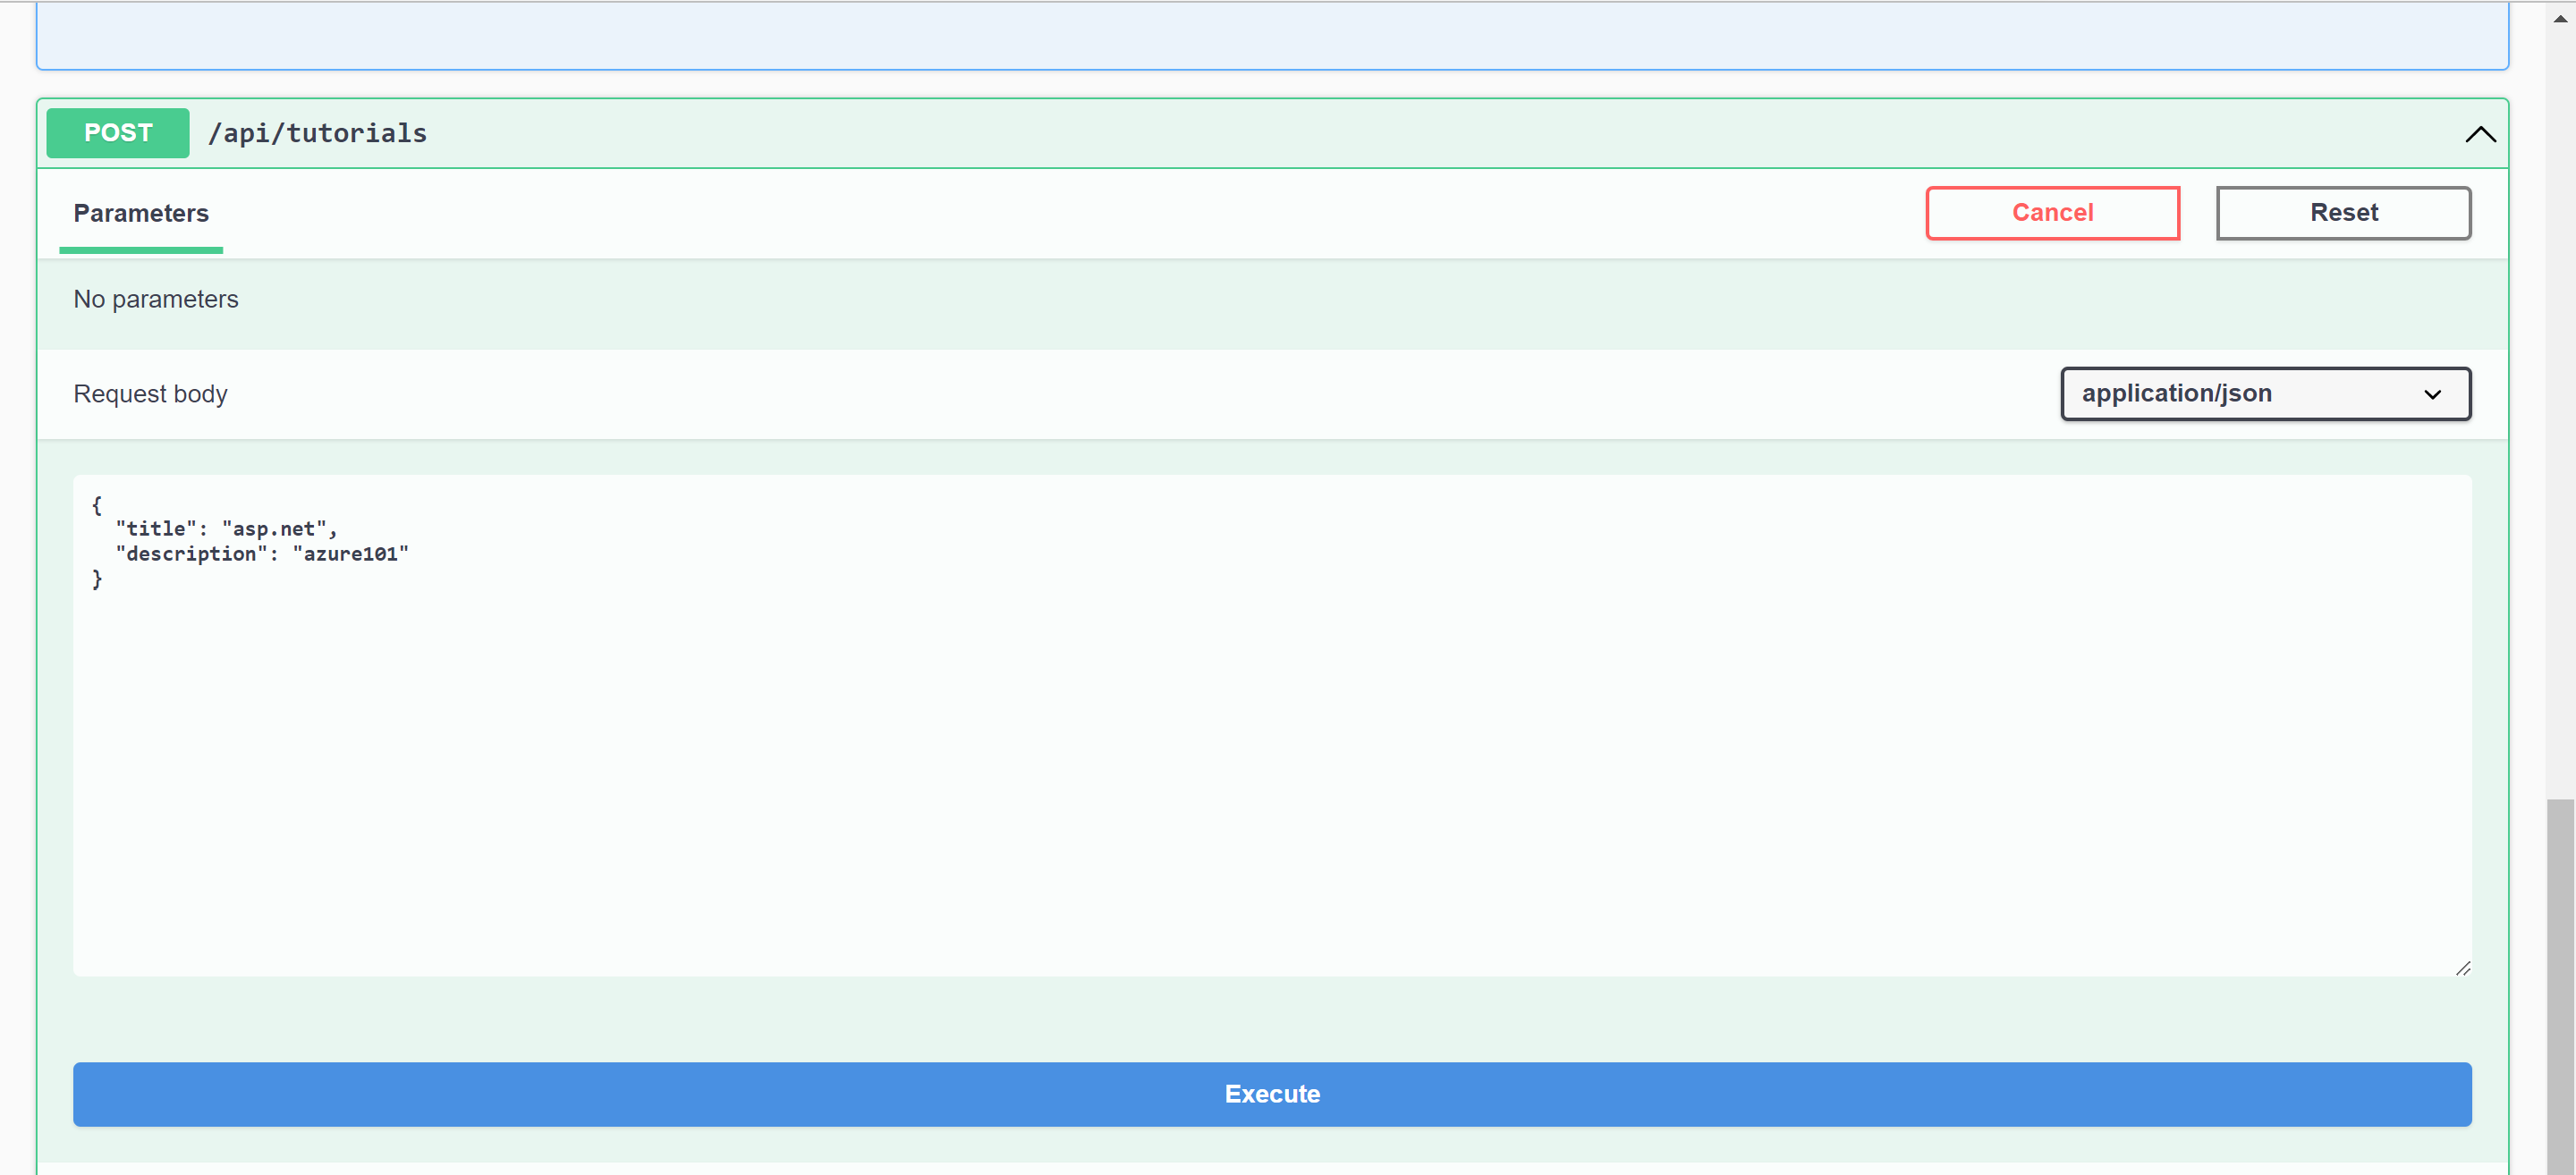 POST /api/tutorials
Parameters Cancel Reset
No parameters
Request body application/json
{
  "title": "asp.net",
  "description": "azure101"
}
Execute